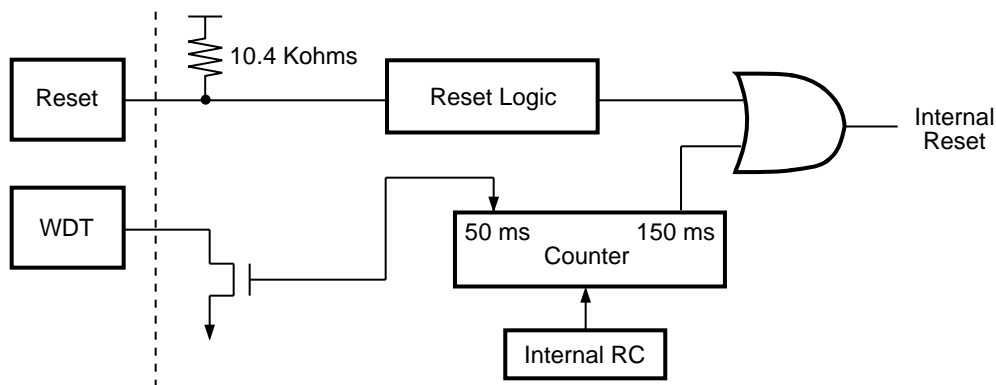 10.4 Kohms
Reset
Reset Logic
Internal
Reset
WDT
50 ms
150 ms
Counter
Internal RC